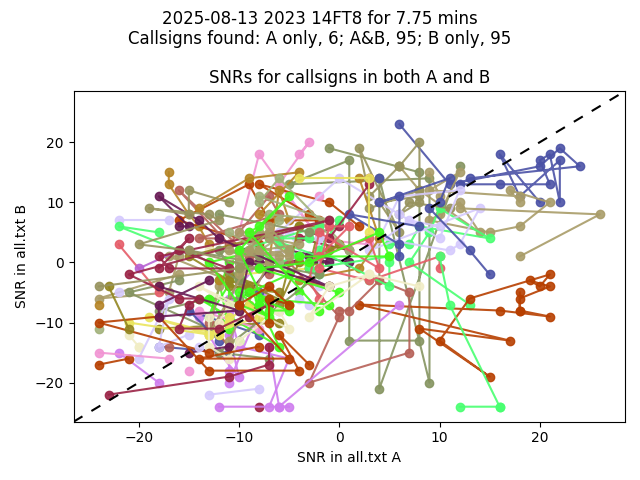 2025-08-13 2023 14FT8 for 7.75 mins
Callsigns found: A only, 6; A&B, 95; B only, 95
SNRs for callsigns in both A and B
20
10
0
−10
−20
SNR in all.txt B
−20 −10 0 10 20
SNR in all.txt A